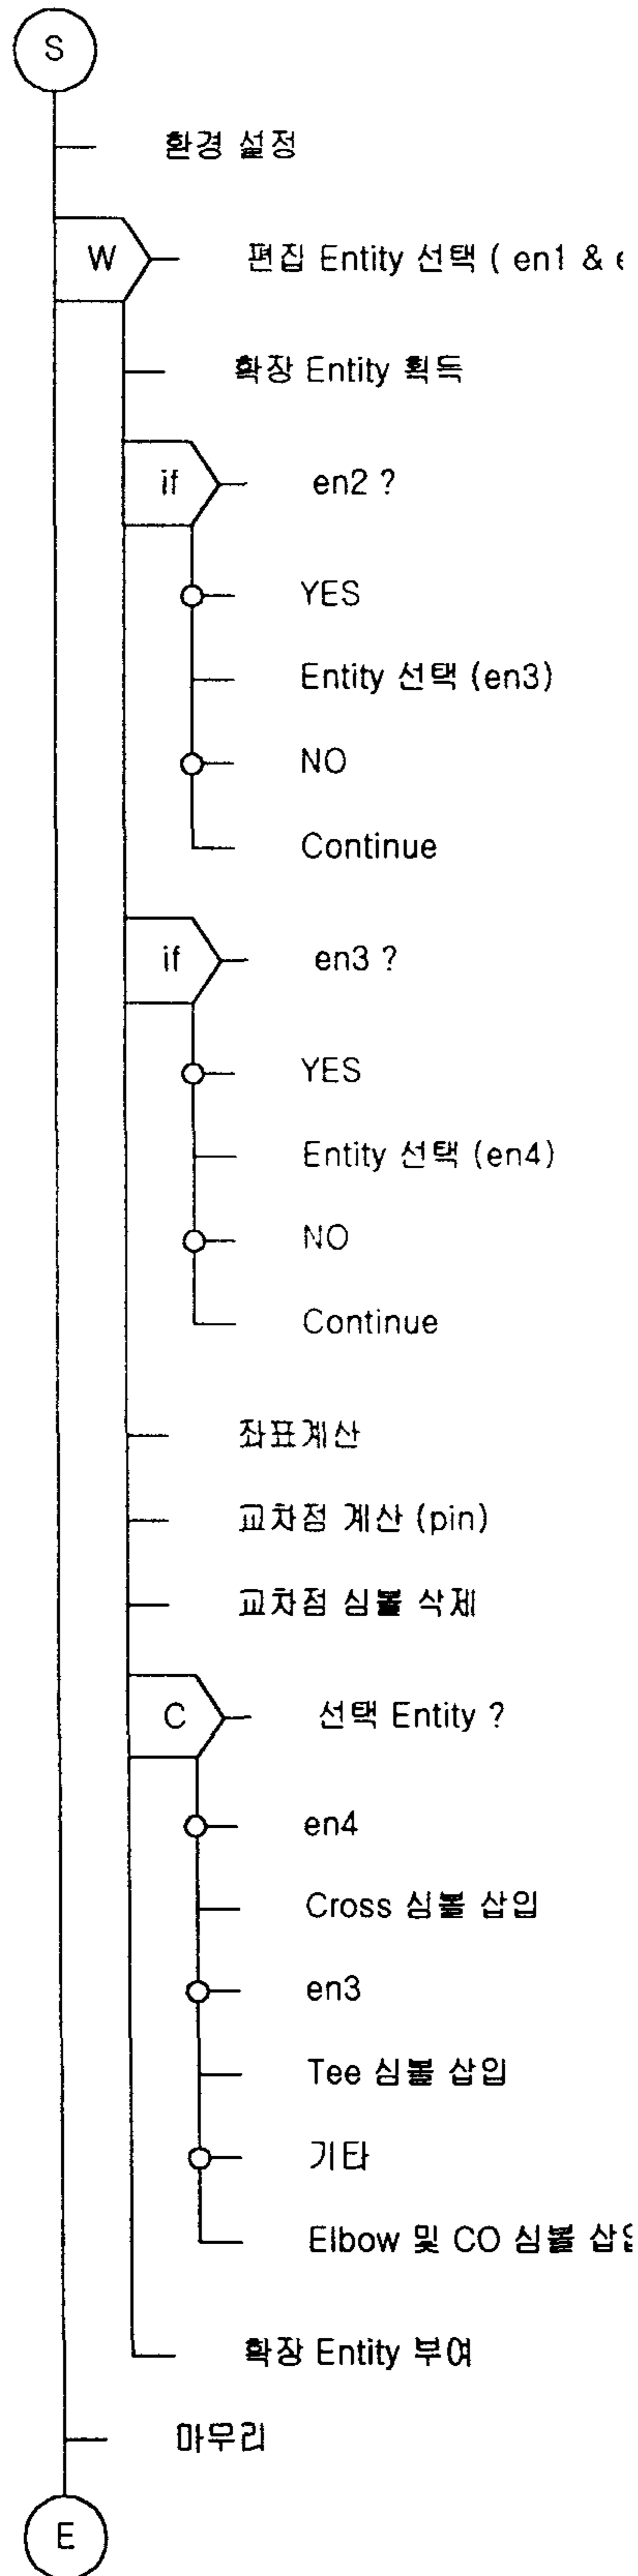 S
환경 설정
W 편집 Entity 선택 ( en1 &
확장 Entity 획득
if en2 ?
YES
Entity 선택 (en3)
NO
Continue
if en3 ?
YES
Entity 선택 (en4)
NO
Continue
좌표계산
교차점 계산 (pin)
교차점 심볼 삭제
C 선택 Entity ?
en4
Cross 심볼 삽입
en3
Tee 심볼 삽입
기타
Elbow 및 CO 심볼
확장 Entity 부여
마무리
E